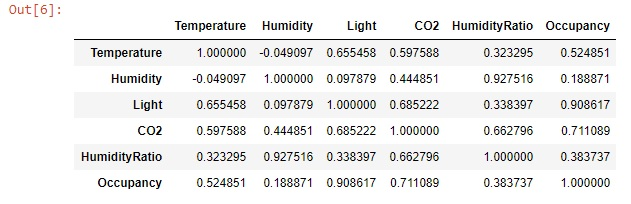 Out[6]:
Temperature Humidity Light CO2 HumidityRatio Occupancy
Temperature 1.000000 -0.049097 0.655458 0.597588 0.323295 0.524851
Humidity -0.049097 1.000000 0.097879 0.444851 0.927516 0.188871
Light 0.655458 0.097879 1.000000 0.685222 0.338397 0.908617
CO2 0.597588 0.444851 0.685222 1.000000 0.662796 0.711089
HumidityRatio 0.323295 0.927516 0.338397 0.662796 1.000000 0.383737
Occupancy 0.524851 0.188871 0.908617 0.711089 0.383737 1.000000